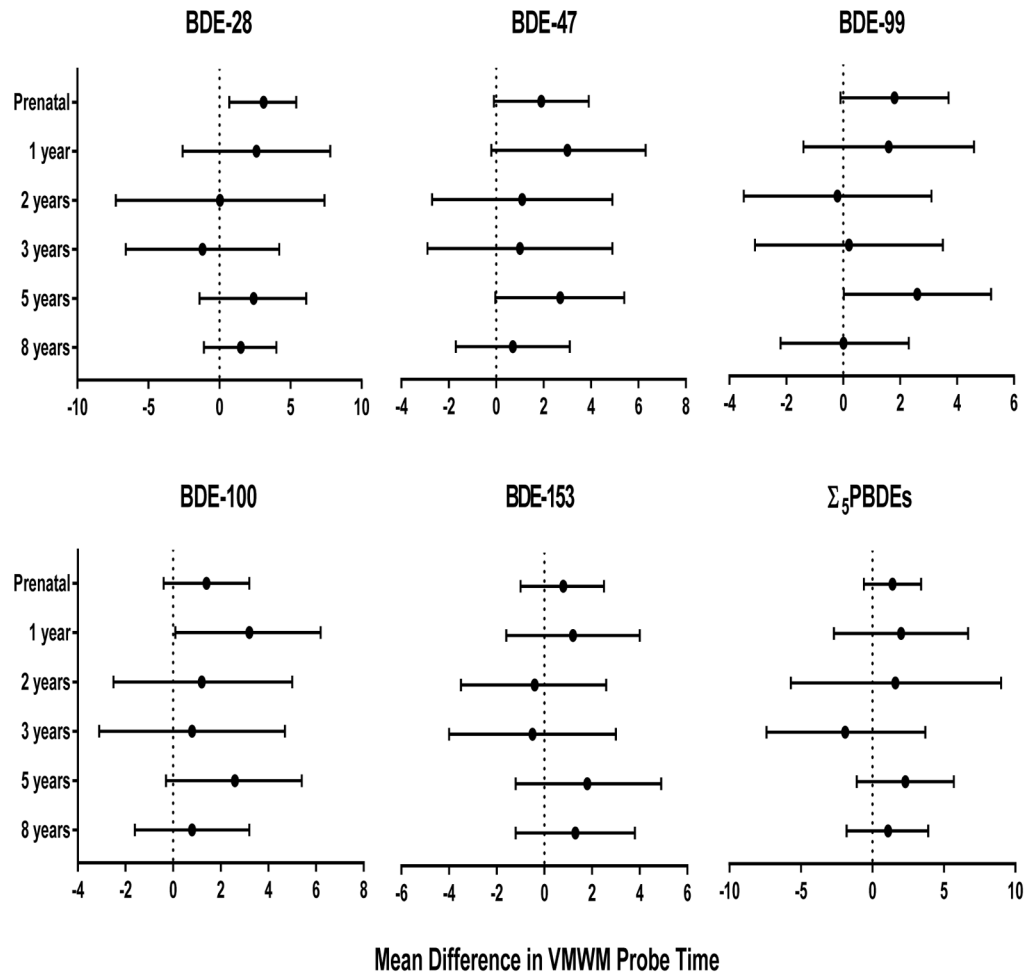 BDE-28 BDE-47 BDE-99
Prenatal
1 year
2 years
3 years
5 years
8 years
-10 -5 0 5 10 -4 -2 0 2 4 6 8 -4 -2 0 2 4 6
BDE-100 BDE-153 Σ₅PBDEs
Prenatal
1 year
2 years
3 years
5 years
8 years
-4 -2 0 2 4 6 8 -6 -4 -2 0 2 4 6 -10 -5 0 5 10
Mean Difference in VMWM Probe Time